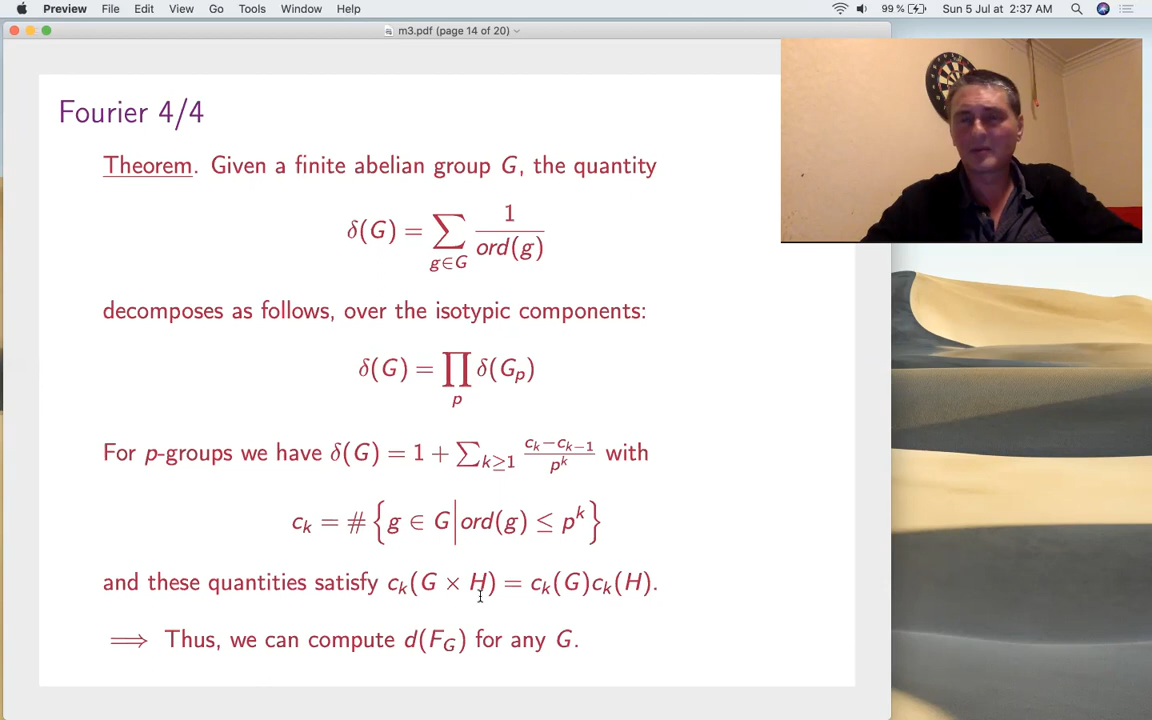 Preview File Edit View Go Tools Window Help 99 % Sun 5 Jul at 2:37 AM
m3.pdf (page 14 of 20)
Fourier 4/4
Theorem. Given a finite abelian group G, the quantity
δ(G) = ∑_{g∈G} 1/ord(g)
decomposes as follows, over the isotypic components:
δ(G) = ∏_p δ(G_p)
For p-groups we have δ(G) = 1 + ∑_{k≥1} (c_k−c_{k−1})/p^k with
c_k = # {g ∈ G | ord(g) ≤ p^k}
and these quantities satisfy c_k(G × H) = c_k(G)c_k(H).
⟹ Thus, we can compute d(F_G) for any G.